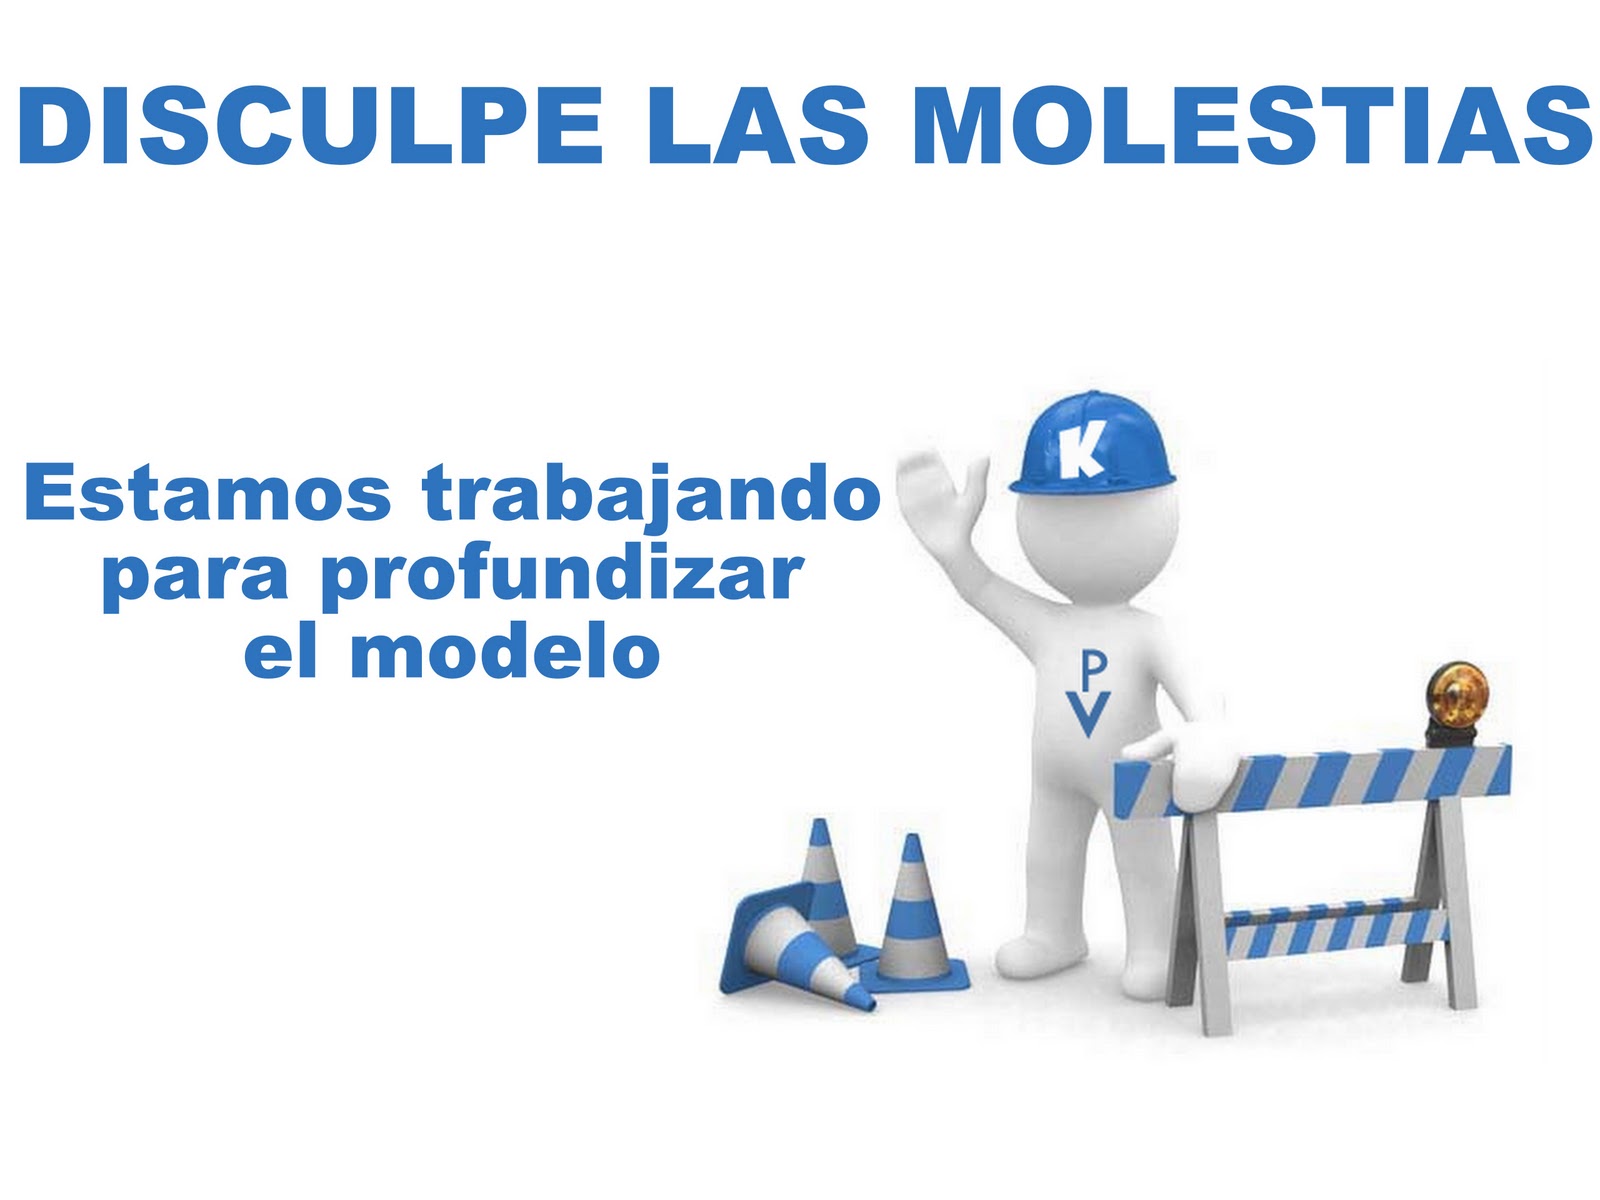 DISCULPE LAS MOLESTIAS
Estamos trabajando
para profundizar
el modelo
K
P
V